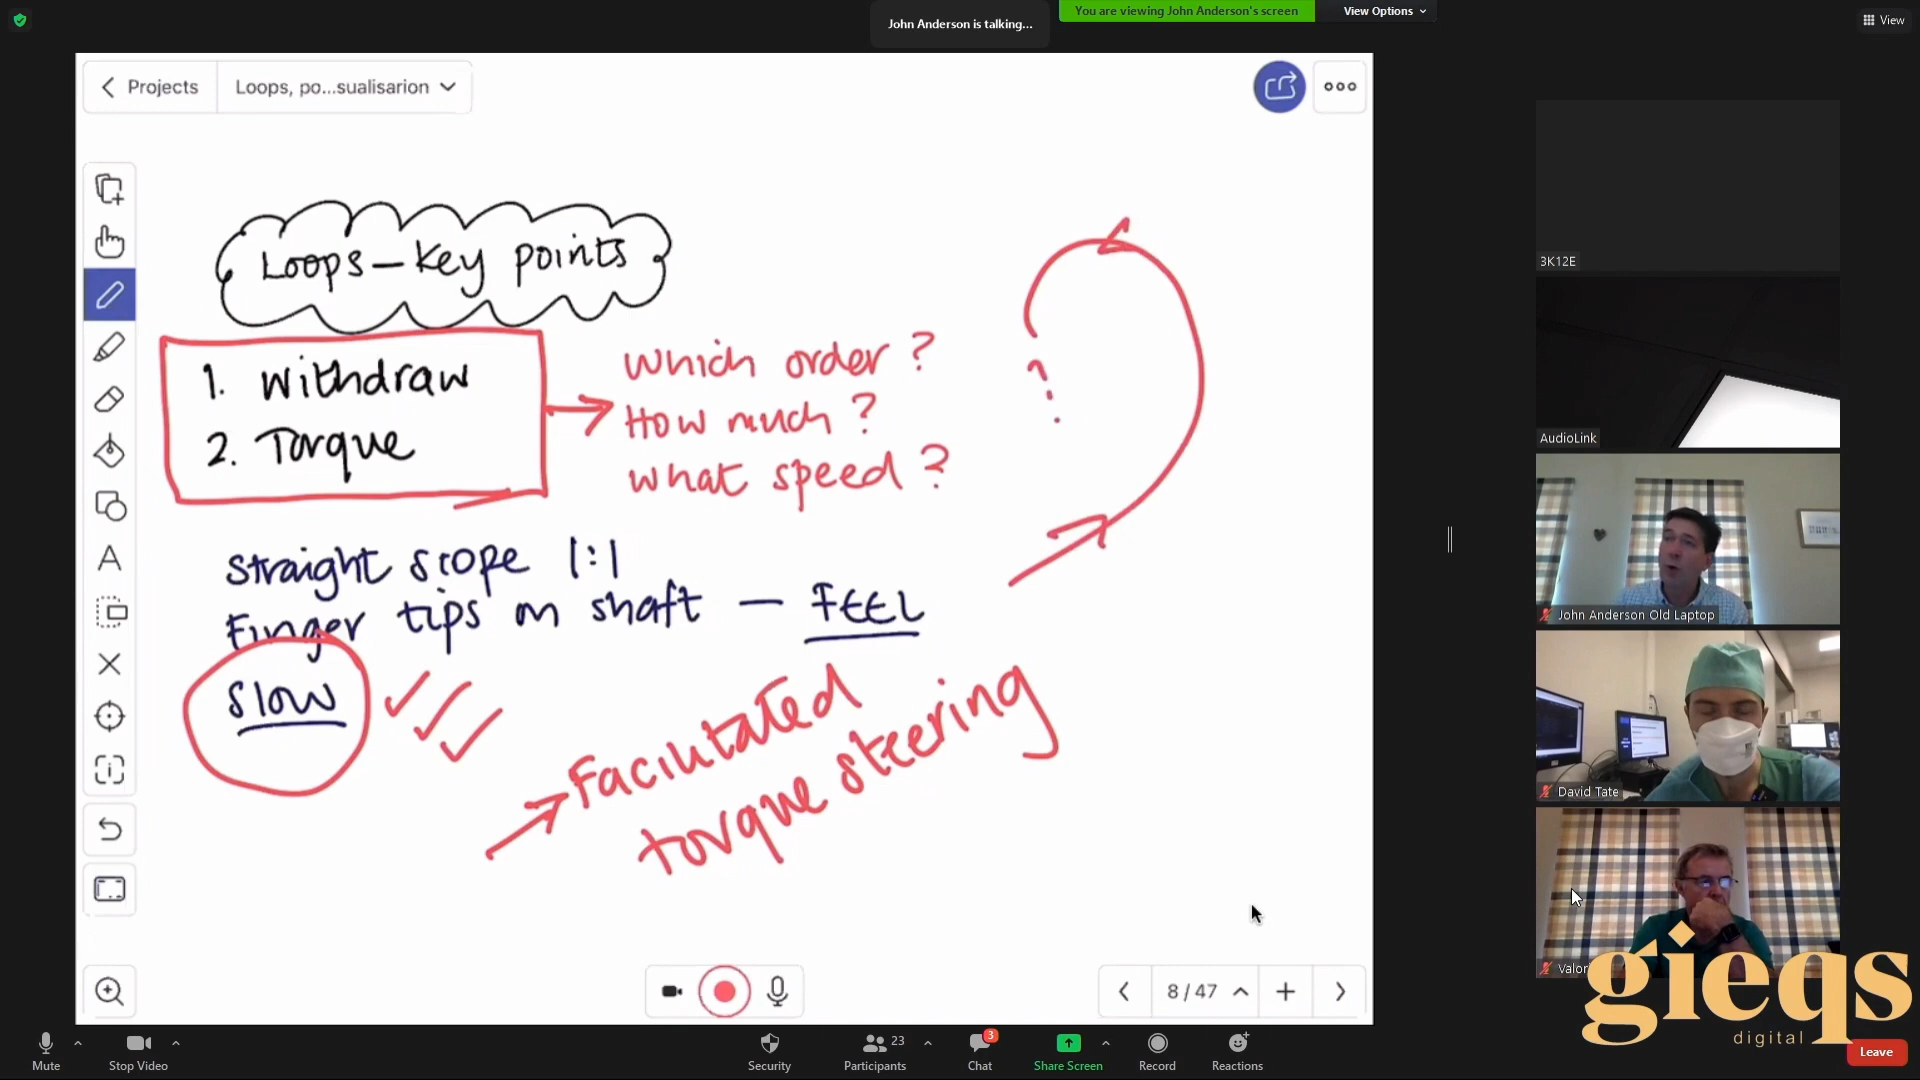 John Anderson is talking...
You are viewing John Anderson's screen
View Options
View
Projects
Loops, po...sualisarion
Loops - Key points
1. Withdraw
2. Torque
Which order ?
How much ?
what speed ?
straight scope 1:1
Finger tips on shaft — FEEL
Slow
Facilitated
torque steering
8 / 47
3K12E
AudioLink
John Anderson Old Laptop
David Tate
Valori
gieqs
digital
Mute
Stop Video
Security
23
Participants
3
Chat
Share Screen
Record
Reactions
Leave